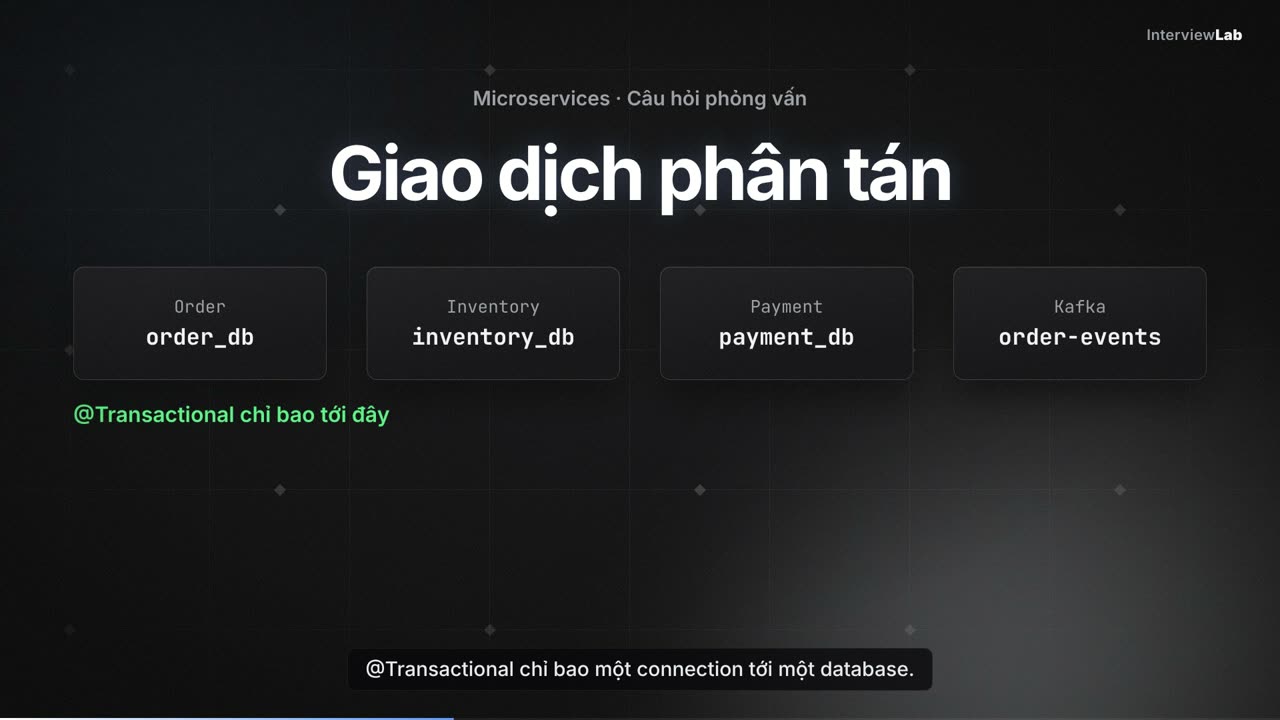 InterviewLab
Microservices · Câu hỏi phỏng vấn
Giao dịch phân tán
Order
order_db
Inventory
inventory_db
Payment
payment_db
Kafka
order-events
@Transactional chỉ bao tới đây
@Transactional chỉ bao một connection tới một database.